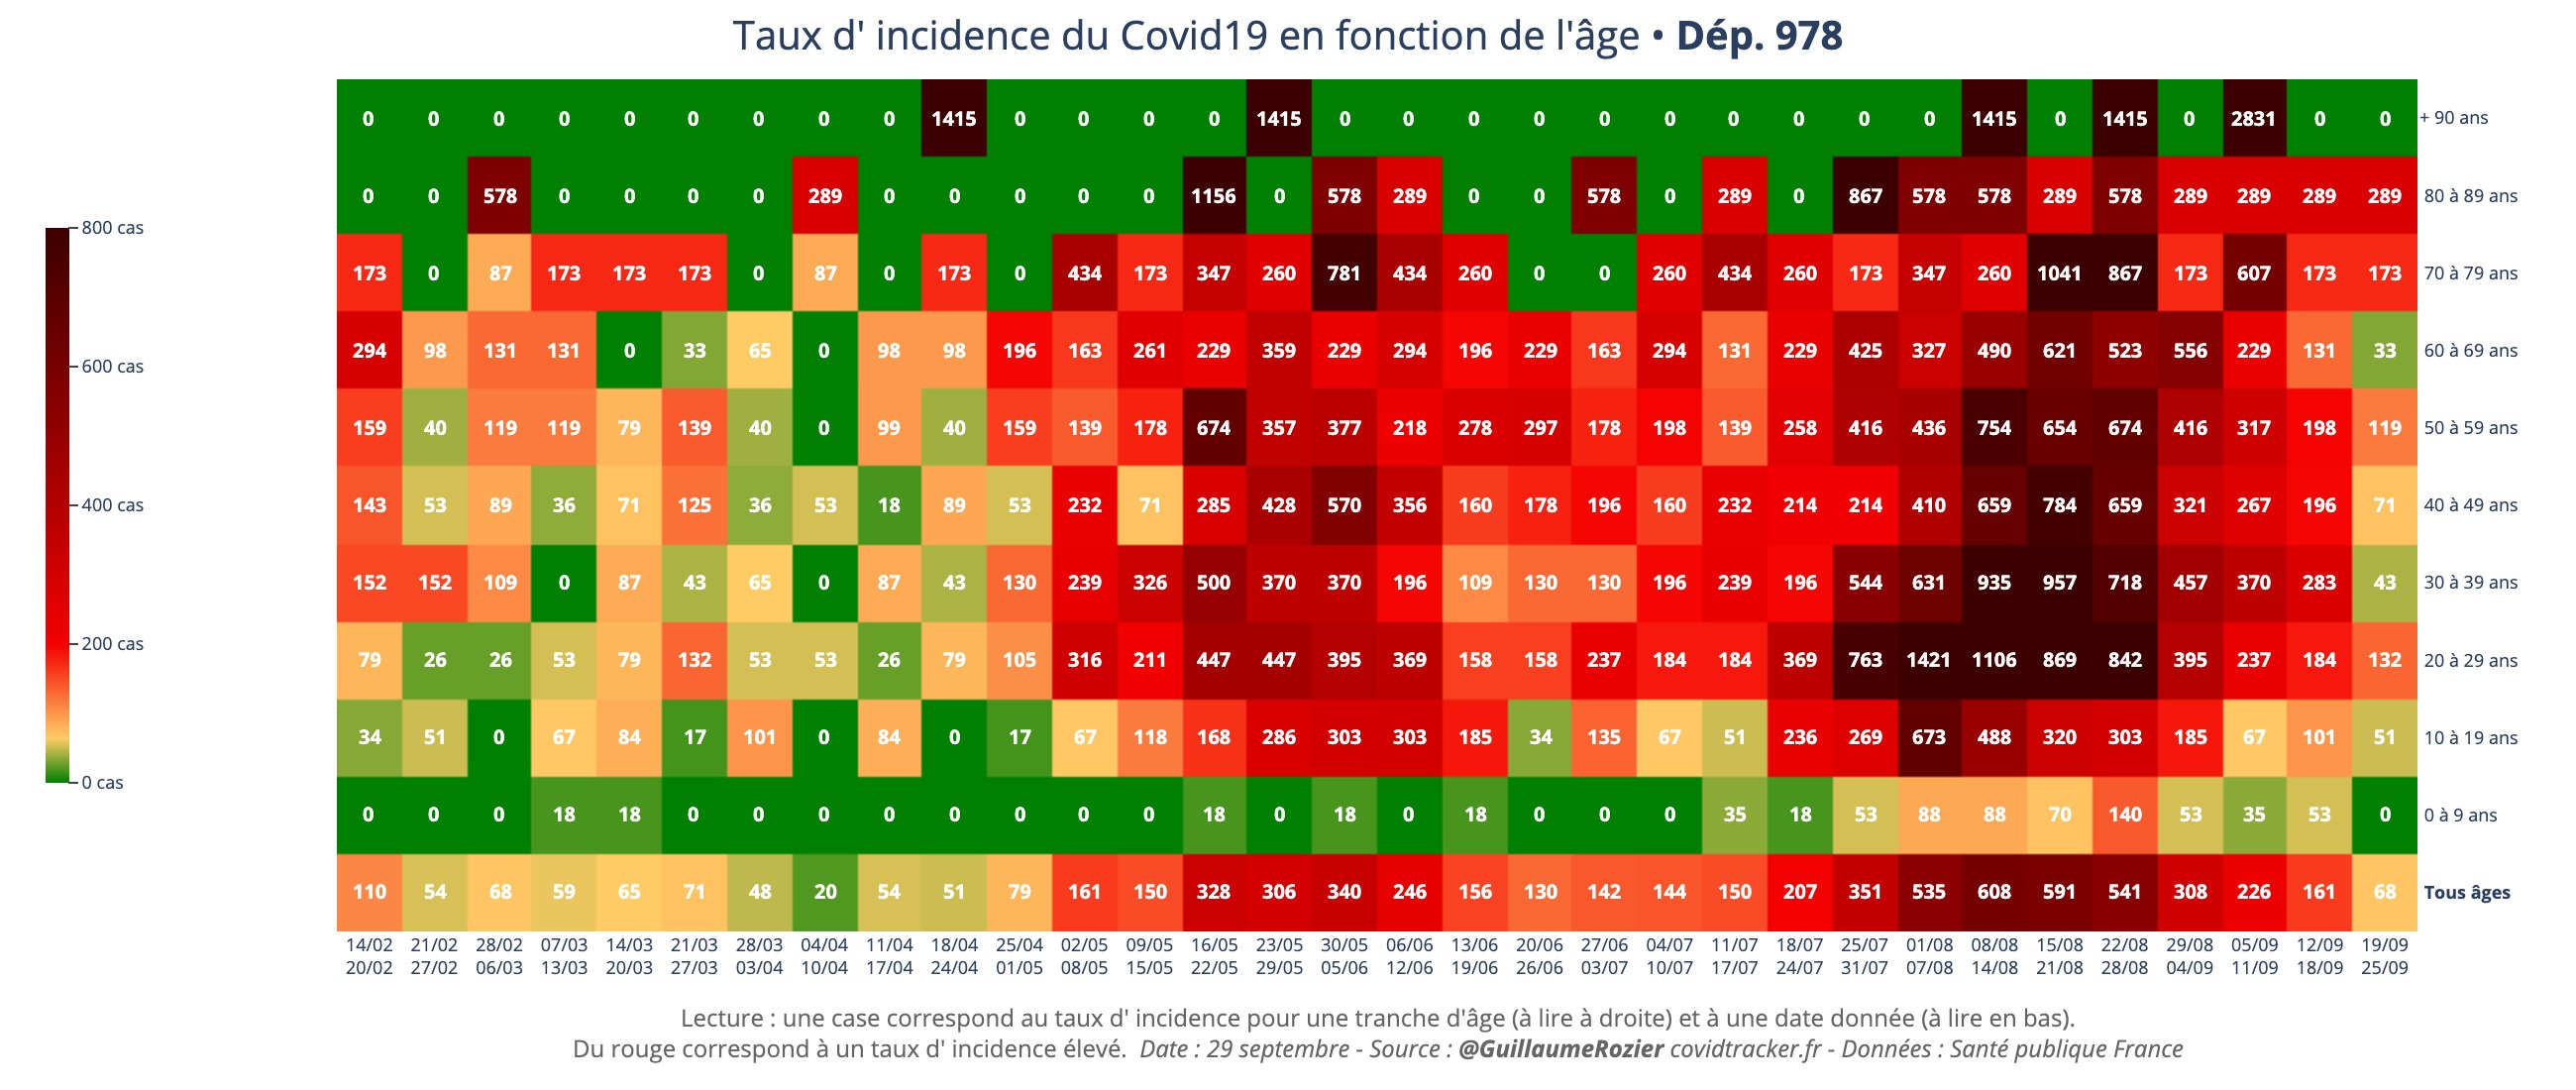 Taux d' incidence du Covid19 en fonction de l'âge • Dép. 978
0 0 0 0 0 0 0 0 0 1415 0 0 0 0 1415 0 0 0 0 0 0 0 0 0 0 1415 0 1415 0 2831 0 0 + 90 ans
0 0 578 0 0 0 0 289 0 0 0 0 0 1156 0 578 289 0 0 578 0 289 0 867 578 578 289 578 289 289 289 289 80 à 89 ans
800 cas
173 0 87 173 173 173 0 87 0 173 0 434 173 347 260 781 434 260 0 0 260 434 260 173 347 260 1041 867 173 607 173 173 70 à 79 ans
294 98 131 131 0 33 65 0 98 98 196 163 261 229 359 229 294 196 229 163 294 131 229 425 327 490 621 523 556 229 131 33 60 à 69 ans
600 cas
159 40 119 119 79 139 40 0 99 40 159 139 178 674 357 377 218 278 297 178 198 139 258 416 436 754 654 674 416 317 198 119 50 à 59 ans
400 cas
143 53 89 36 71 125 36 53 18 89 53 232 71 285 428 570 356 160 178 196 160 232 214 214 410 659 784 659 321 267 196 71 40 à 49 ans
152 152 109 0 87 43 65 0 87 43 130 239 326 500 370 370 196 109 130 130 196 239 196 544 631 935 957 718 457 370 283 43 30 à 39 ans
200 cas
79 26 26 53 79 132 53 53 26 79 105 316 211 447 447 395 369 158 158 237 184 184 369 763 1421 1106 869 842 395 237 184 132 20 à 29 ans
34 51 0 67 84 17 101 0 84 0 17 67 118 168 286 303 303 185 34 135 67 51 236 269 673 488 320 303 185 67 101 51 10 à 19 ans
0 cas
0 0 0 18 18 0 0 0 0 0 0 0 0 18 0 18 0 18 0 0 0 35 18 53 88 88 70 140 53 35 53 0 0 à 9 ans
110 54 68 59 65 71 48 20 54 51 79 161 150 328 306 340 246 156 130 142 144 150 207 351 535 608 591 541 308 226 161 68 Tous âges
14/02 21/02 28/02 07/03 14/03 21/03 28/03 04/04 11/04 18/04 25/04 02/05 09/05 16/05 23/05 30/05 06/06 13/06 20/06 27/06 04/07 11/07 18/07 25/07 01/08 08/08 15/08 22/08 29/08 05/09 12/09 19/09
20/02 27/02 06/03 13/03 20/03 27/03 03/04 10/04 17/04 24/04 01/05 08/05 15/05 22/05 29/05 05/06 12/06 19/06 26/06 03/07 10/07 17/07 24/07 31/07 07/08 14/08 21/08 28/08 04/09 11/09 18/09 25/09
Lecture : une case correspond au taux d' incidence pour une tranche d'âge (à lire à droite) et à une date donnée (à lire en bas).
Du rouge correspond à un taux d' incidence élevé. Date : 29 septembre - Source : @GuillaumeRozier covidtracker.fr - Données : Santé publique France